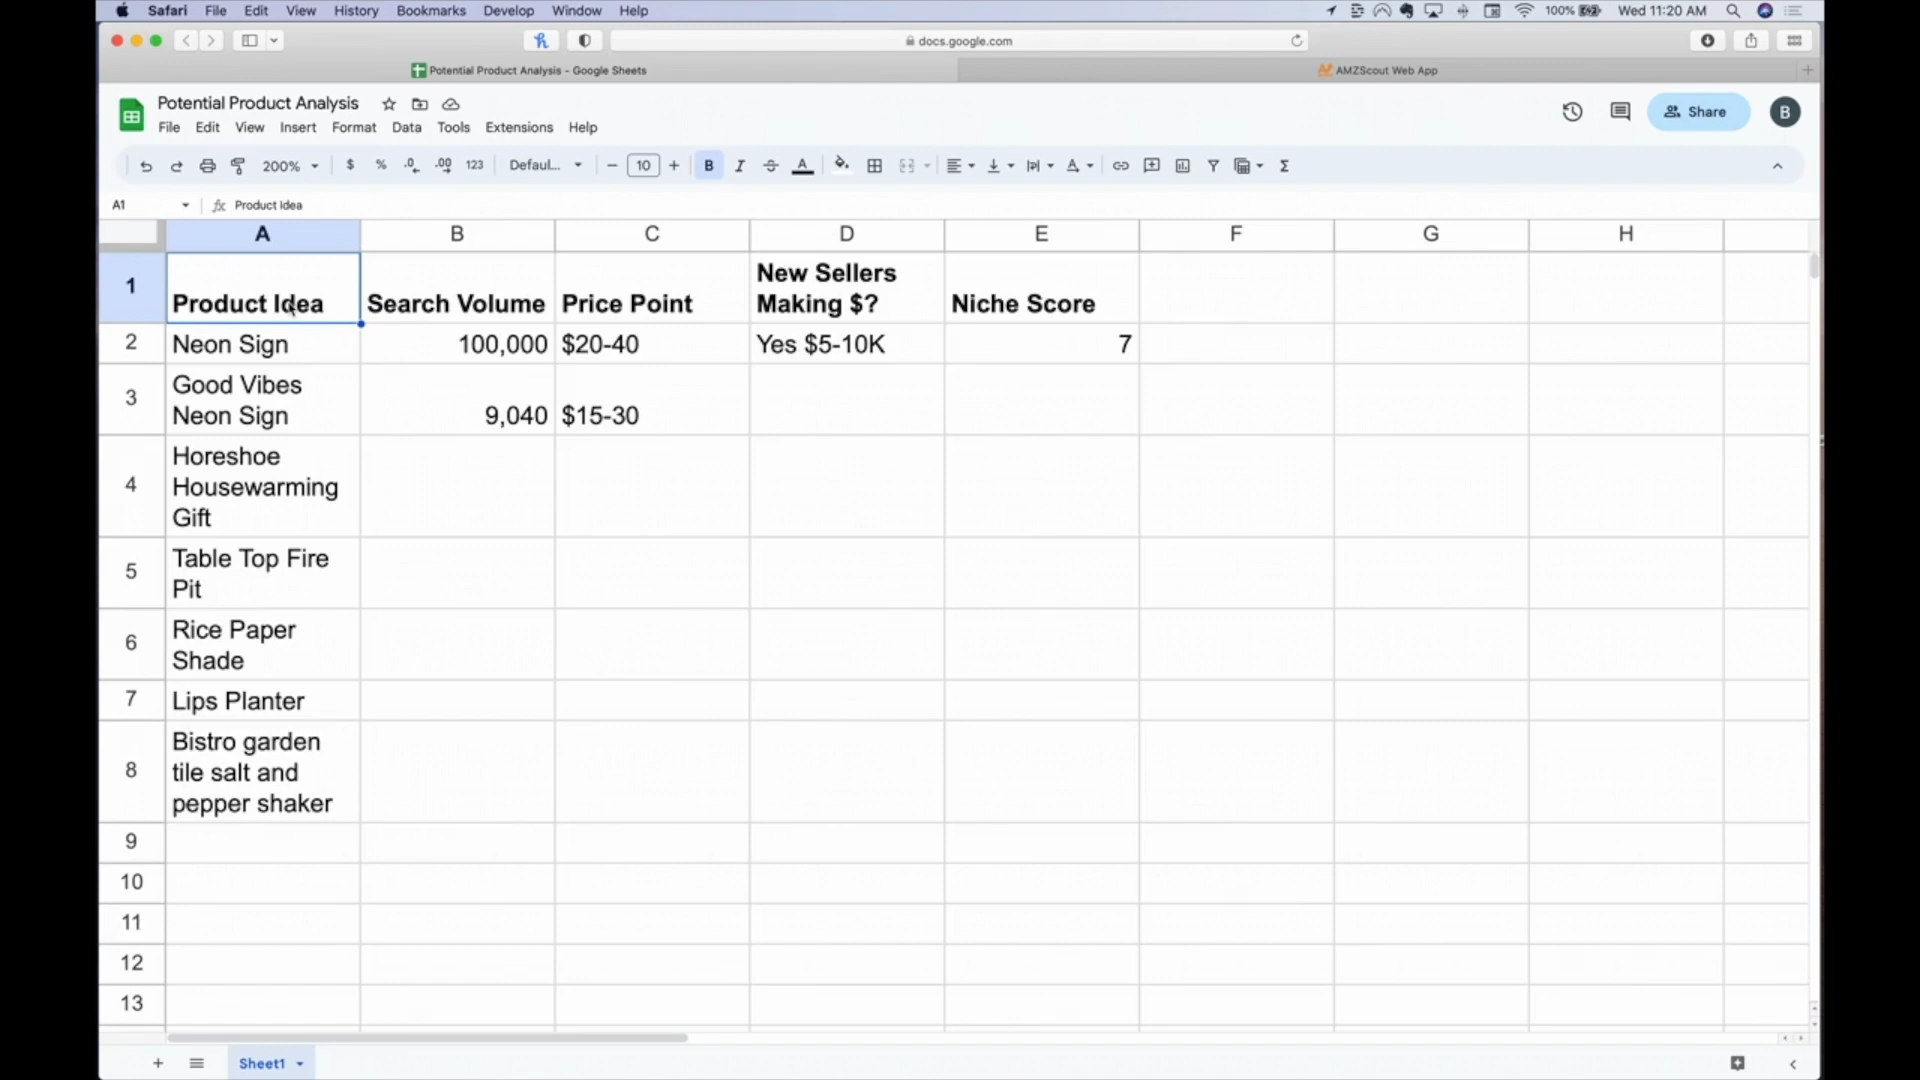 Safari File Edit View History Bookmarks Develop Window Help 100% Wed 11:20 AM
docs.google.com
Potential Product Analysis - Google Sheets AMZScout Web App
Potential Product Analysis
File Edit View Insert Format Data Tools Extensions Help
Share B
200% $ % .0 .00 123 Defaul... 10 B I A Σ
A1 fx Product Idea
A B C D E F G H
1 Product Idea Search Volume Price Point New Sellers
Making $? Niche Score
2 Neon Sign 100,000 $20-40 Yes $5-10K 7
3 Good Vibes
Neon Sign 9,040 $15-30
4 Horeshoe
Housewarming
Gift
5 Table Top Fire
Pit
6 Rice Paper
Shade
7 Lips Planter
8 Bistro garden
tile salt and
pepper shaker
9
10
11
12
13
Sheet1